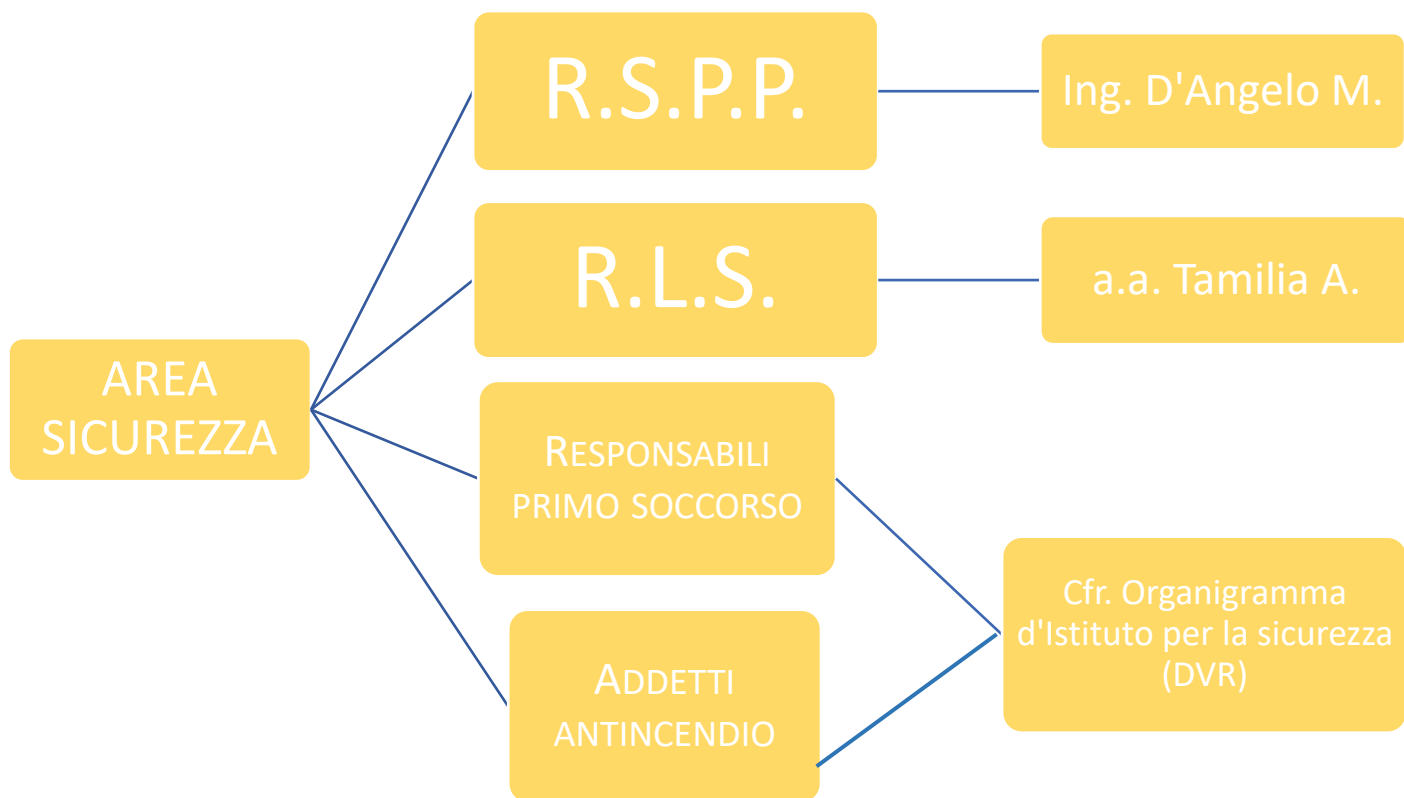 R.S.P.P.
Ing. D'Angelo M.
R.L.S.
a.a. Tamilia A.
AREA
SICUREZZA
RESPONSABILI
PRIMO SOCCORSO
Cfr. Organigramma
d'Istituto per la sicurezza
(DVR)
ADDETTI
ANTINCENDIO